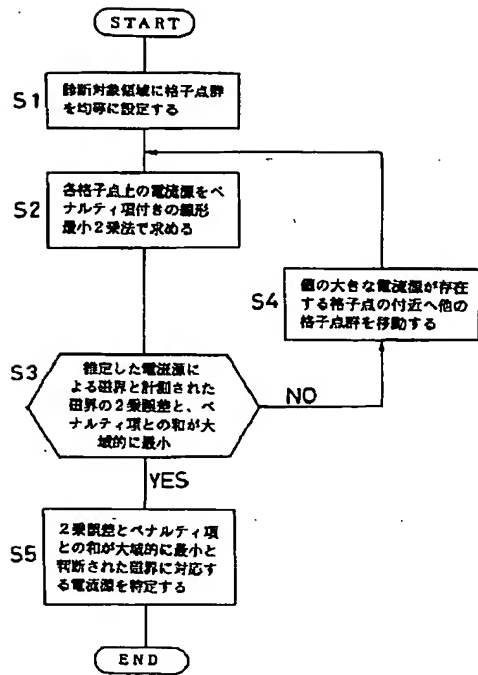 START
S1
診断対象領域に格子点群
を均等に設定する
S2
各格子点上の電流源をペ
ナルティ項付きの線形
最小2乗法で求める
S4
値の大きな電流源が存在
する格子点の付近へ他の
格子点群を移動する
S3
推定した電流源に
よる磁界と計測された
磁界の2乗誤差と、ペ
ナルティ項との和が大
域的に最小
NO
YES
S5
2乗誤差とペナルティ項
との和が大域的に最小と
判断された磁界に対応す
る電流源を特定する
END